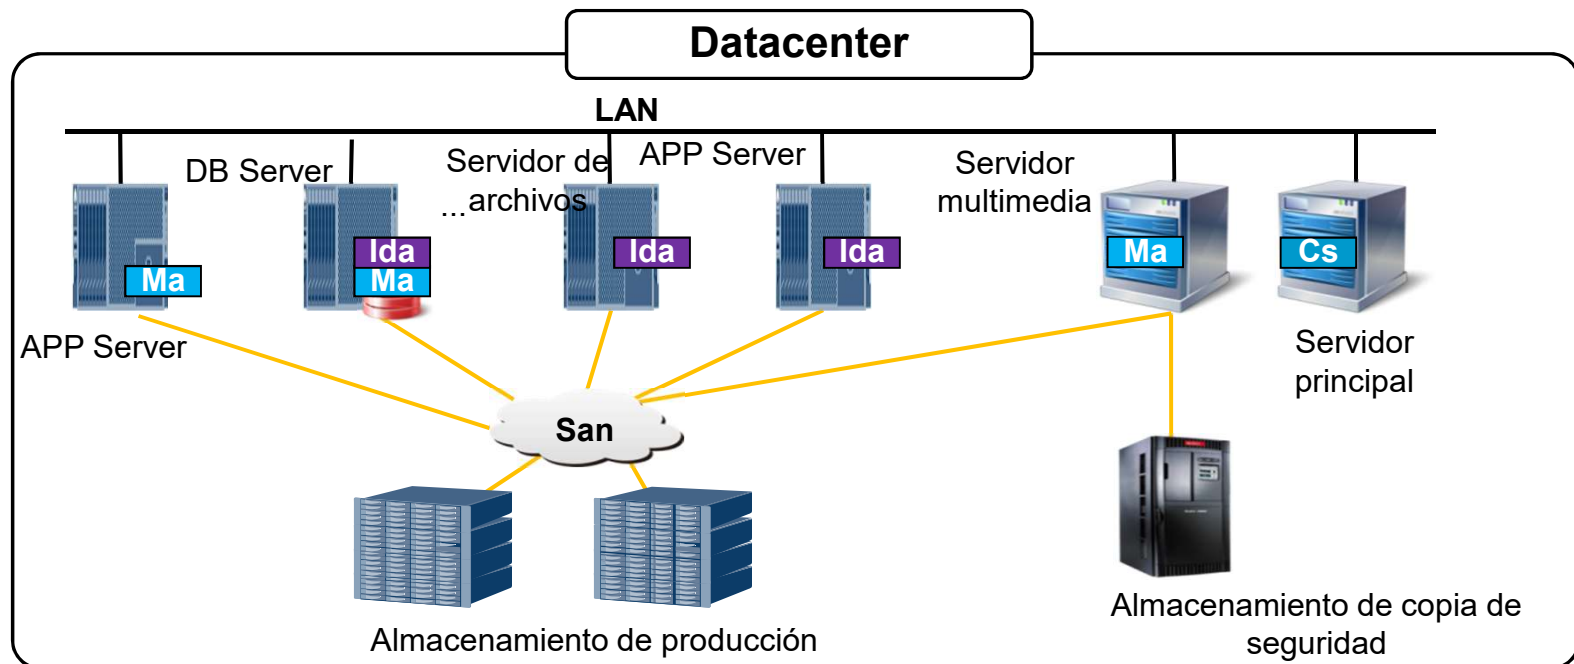 Datacenter
LAN
DB Server
Servidor de
...archivos
APP Server
Servidor
multimedia
Ma
Ida
Ma
Ida
Ida
Ma
Cs
APP Server
Servidor
principal
San
Almacenamiento de producción
Almacenamiento de copia de
seguridad